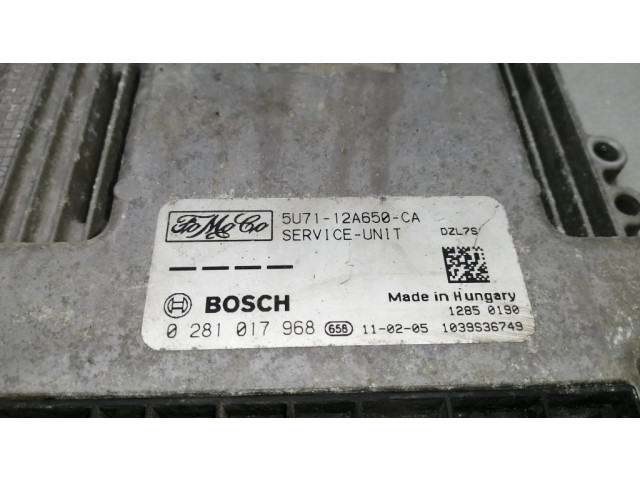 FoMoCo 5U71-12A650-CA
SERVICE-UNIT DZL7S
– – – –
BOSCH Made in Hungary
1285 0190
0 281 017 968 658 11-02-05 1039S36749